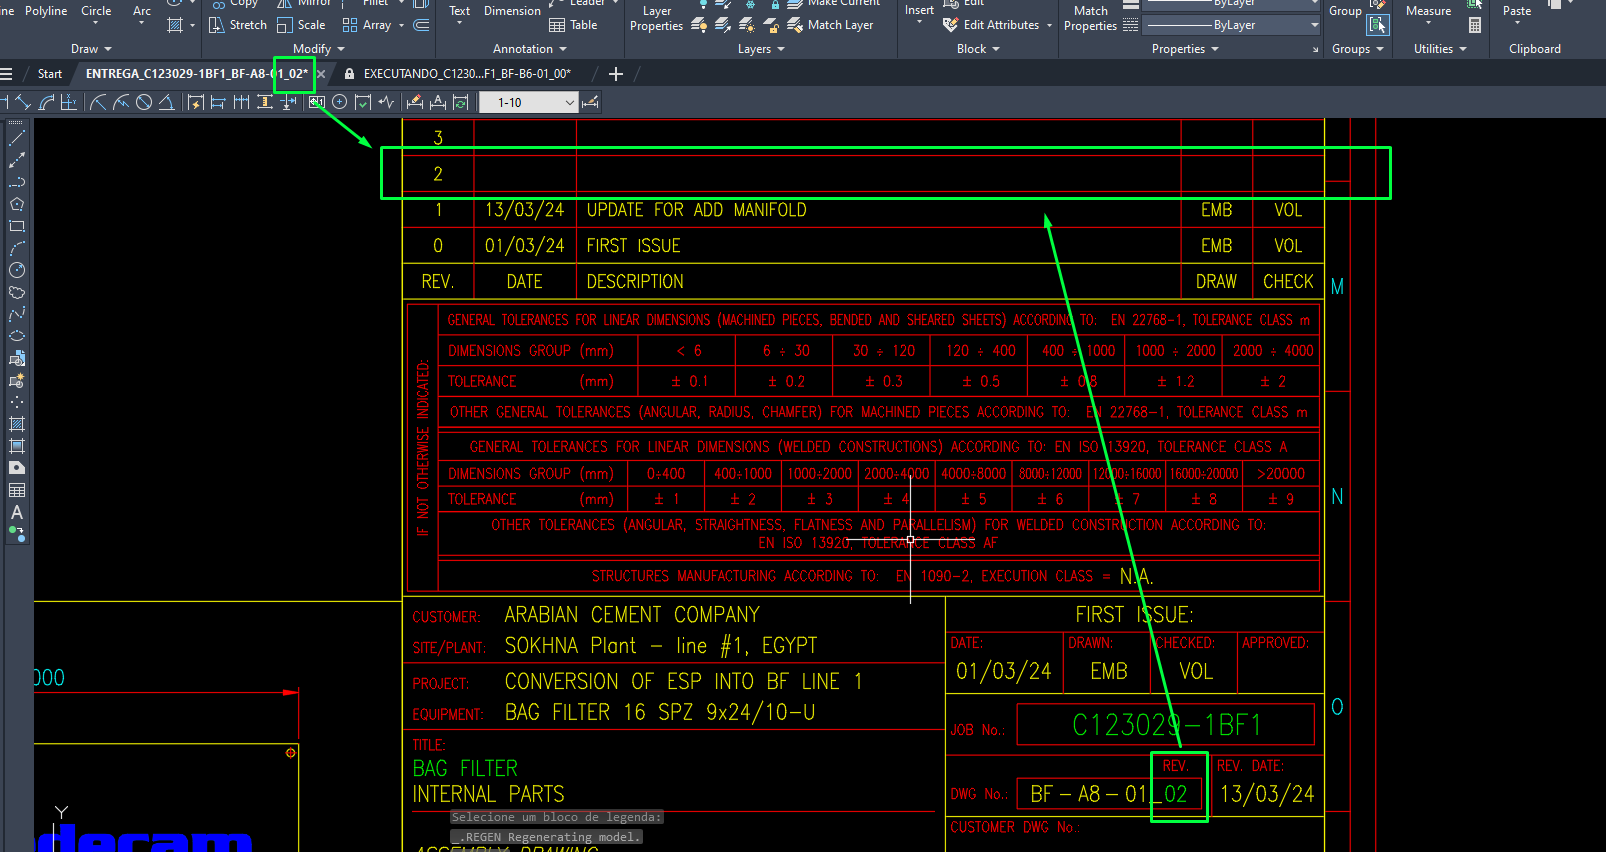 Polyline Circle Arc Copy Mirror Fillet Text Dimension Leader Layer Make Current Insert Edit Match ByLayer Group Measure Paste
Stretch Scale Array Table Properties Match Layer Edit Attributes Properties ByLayer
Draw Modify Annotation Layers Block Properties Groups Utilities Clipboard
Start ENTREGA_C123029-1BF1_BF-A8-01_02* EXECUTANDO_C1230...F1_BF-B6-01_00*
1-10
3
2
1 13/03/24 UPDATE FOR ADD MANIFOLD EMB VOL
0 01/03/24 FIRST ISSUE EMB VOL
REV. DATE DESCRIPTION DRAW CHECK
M
N
O
IF NOT OTHERWISE INDICATED:
GENERAL TOLERANCES FOR LINEAR DIMENSIONS (MACHINED PIECES, BENDED AND SHEARED SHEETS) ACCORDING TO: EN 22768-1, TOLERANCE CLASS m
DIMENSIONS GROUP (mm) < 6 6 ÷ 30 30 ÷ 120 120 ÷ 400 400 ÷ 1000 1000 ÷ 2000 2000 ÷ 4000
TOLERANCE (mm) ± 0.1 ± 0.2 ± 0.3 ± 0.5 ± 0.8 ± 1.2 ± 2
OTHER GENERAL TOLERANCES (ANGULAR, RADIUS, CHAMFER) FOR MACHINED PIECES ACCORDING TO: EN 22768-1, TOLERANCE CLASS m
GENERAL TOLERANCES FOR LINEAR DIMENSIONS (WELDED CONSTRUCTIONS) ACCORDING TO: EN ISO 13920, TOLERANCE CLASS A
DIMENSIONS GROUP (mm) 0÷400 400÷1000 1000÷2000 2000÷4000 4000÷8000 8000÷12000 12000÷16000 16000÷20000 >20000
TOLERANCE (mm) ± 1 ± 2 ± 3 ± 4 ± 5 ± 6 ± 7 ± 8 ± 9
OTHER TOLERANCES (ANGULAR, STRAIGHTNESS, FLATNESS AND PARALLELISM) FOR WELDED CONSTRUCTION ACCORDING TO:
EN ISO 13920, TOLERANCE CLASS AF
STRUCTURES MANUFACTURING ACCORDING TO: EN 1090-2, EXECUTION CLASS = N.A.
CUSTOMER: ARABIAN CEMENT COMPANY
SITE/PLANT: SOKHNA Plant - line #1, EGYPT
PROJECT: CONVERSION OF ESP INTO BF LINE 1
EQUIPMENT: BAG FILTER 16 SPZ 9x24/10-U
TITLE:
BAG FILTER
INTERNAL PARTS
ASSEMBLY DRAWING
FIRST ISSUE:
DATE: DRAWN: CHECKED: APPROVED:
01/03/24 EMB VOL
JOB No.: C123029-1BF1
REV. REV. DATE:
DWG No.: BF-A8-01_02 13/03/24
CUSTOMER DWG No.:
Selecione um bloco de legenda:
_.REGEN Regenerating model.
000
Y